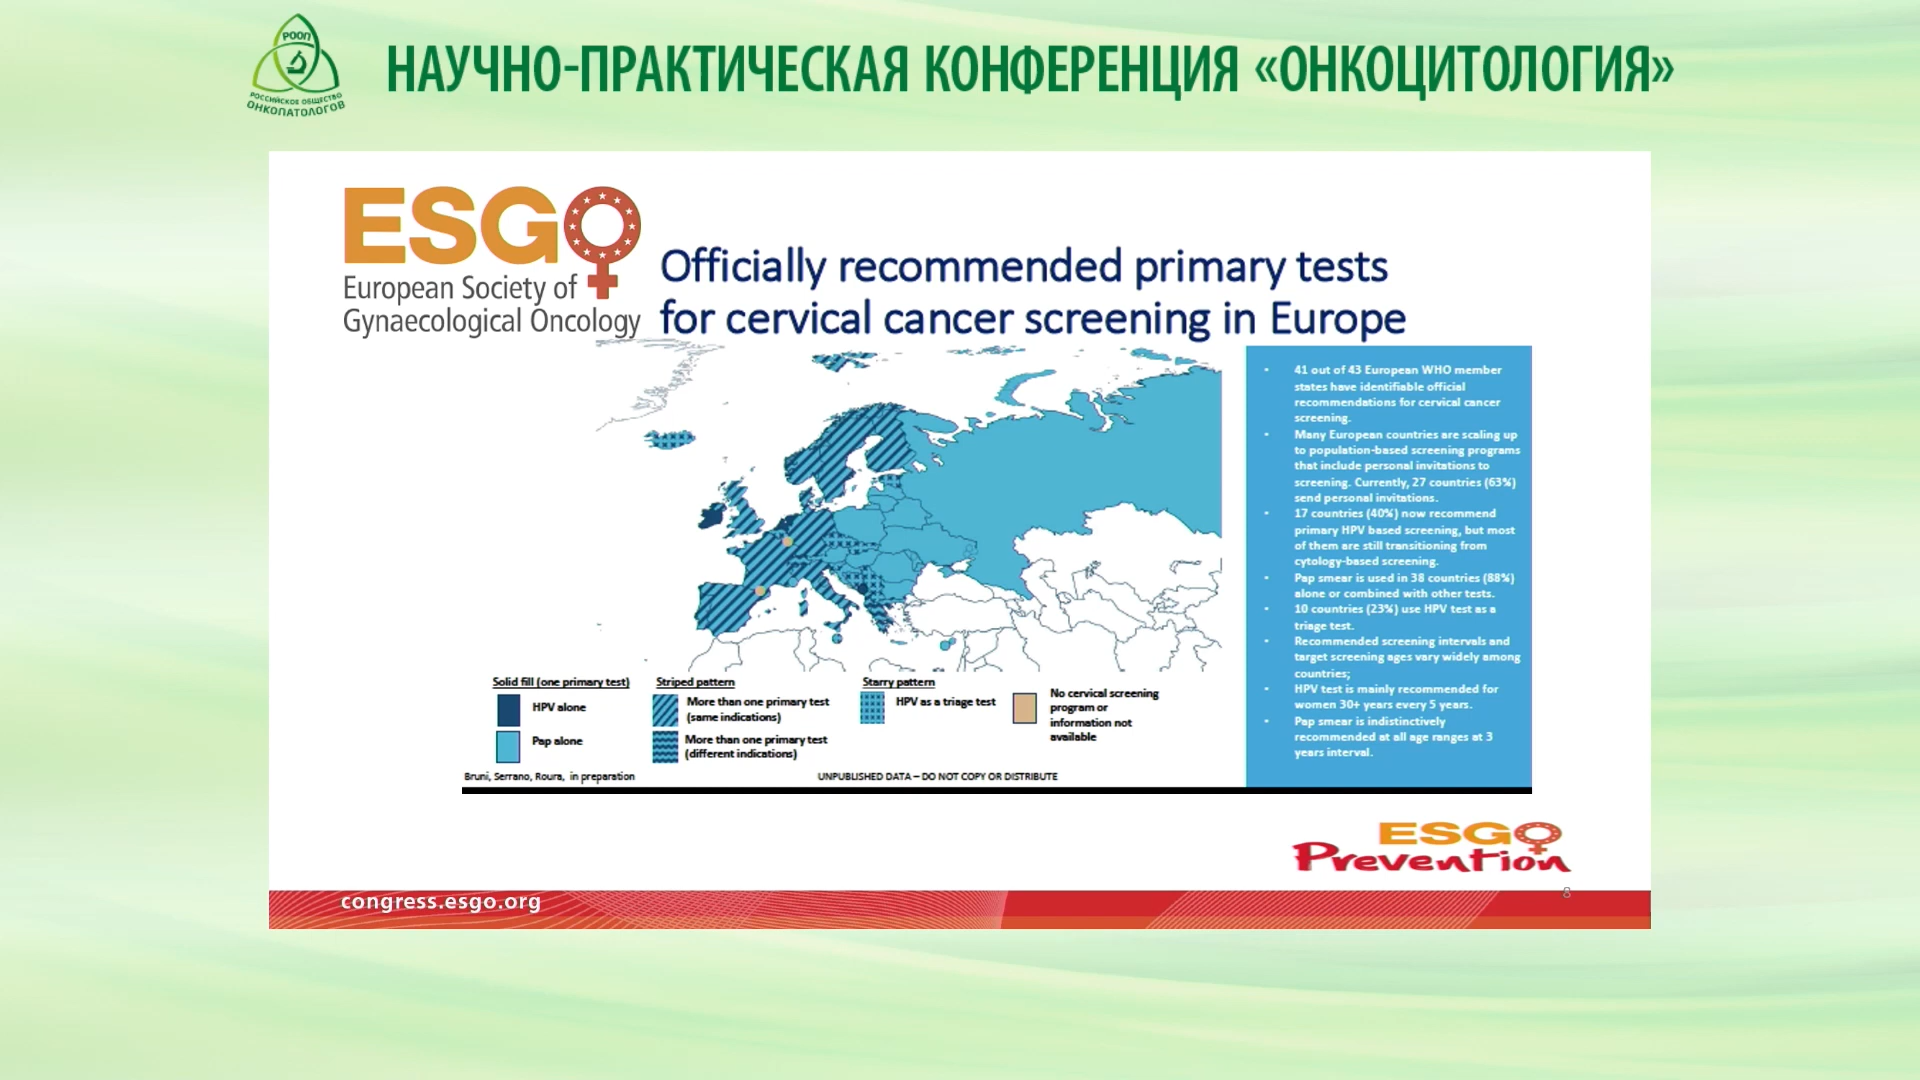 РООП
РОССИЙСКОЕ ОБЩЕСТВО
ОНКОПАТОЛОГОВ
НАУЧНО-ПРАКТИЧЕСКАЯ КОНФЕРЕНЦИЯ «ОНКОЦИТОЛОГИЯ»
ESGO
European Society of
Gynaecological Oncology
Officially recommended primary tests
for cervical cancer screening in Europe
• 41 out of 43 European WHO member
states have identifiable official
recommendations for cervical cancer
screening.
• Many European countries are scaling up
to population-based screening programs
that include personal invitations to
screening. Currently, 27 countries (63%)
send personal invitations.
• 17 countries (40%) now recommend
primary HPV based screening, but most
of them are still transitioning from
cytology-based screening.
• Pap smear is used in 38 countries (88%)
alone or combined with other tests.
• 10 countries (23%) use HPV test as a
triage test.
• Recommended screening intervals and
target screening ages vary widely among
countries;
• HPV test is mainly recommended for
women 30+ years every 5 years.
• Pap smear is indistinctively
recommended at all age ranges at 3
years interval.
Solid fill (one primary test)
HPV alone
Pap alone
Striped pattern
More than one primary test
(same indications)
More than one primary test
(different indications)
Starry pattern
HPV as a triage test
No cervical screening
program or
information not
available
Bruni, Serrano, Roura, in preparation
UNPUBLISHED DATA – DO NOT COPY OR DISTRIBUTE
ESGO
Prevention
congress.esgo.org
8